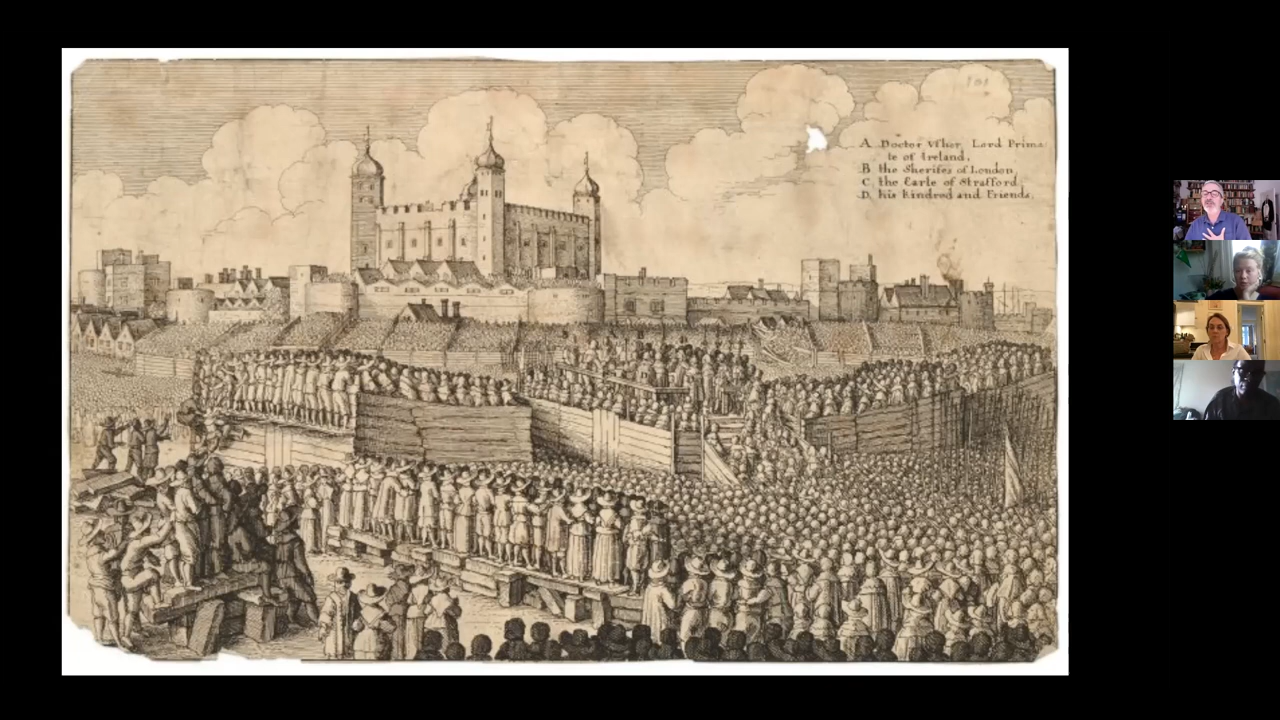 A Doctor Vsher, Lord Prima
te of Ireland,
B the Sherifes of London,
C the Earle of Strafford,
D his Kindred and Friends,